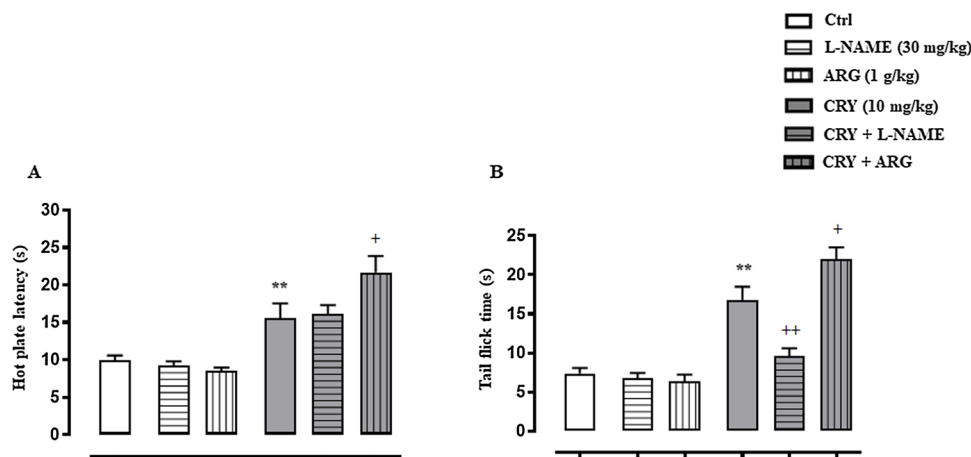 Ctrl
L-NAME (30 mg/kg)
ARG (1 g/kg)
CRY (10 mg/kg)
CRY + L-NAME
CRY + ARG
A
Hot plate latency (s)
30
25
20
15
10
5
0
**
+
B
Tail flick time (s)
25
20
15
10
5
0
**
++
+